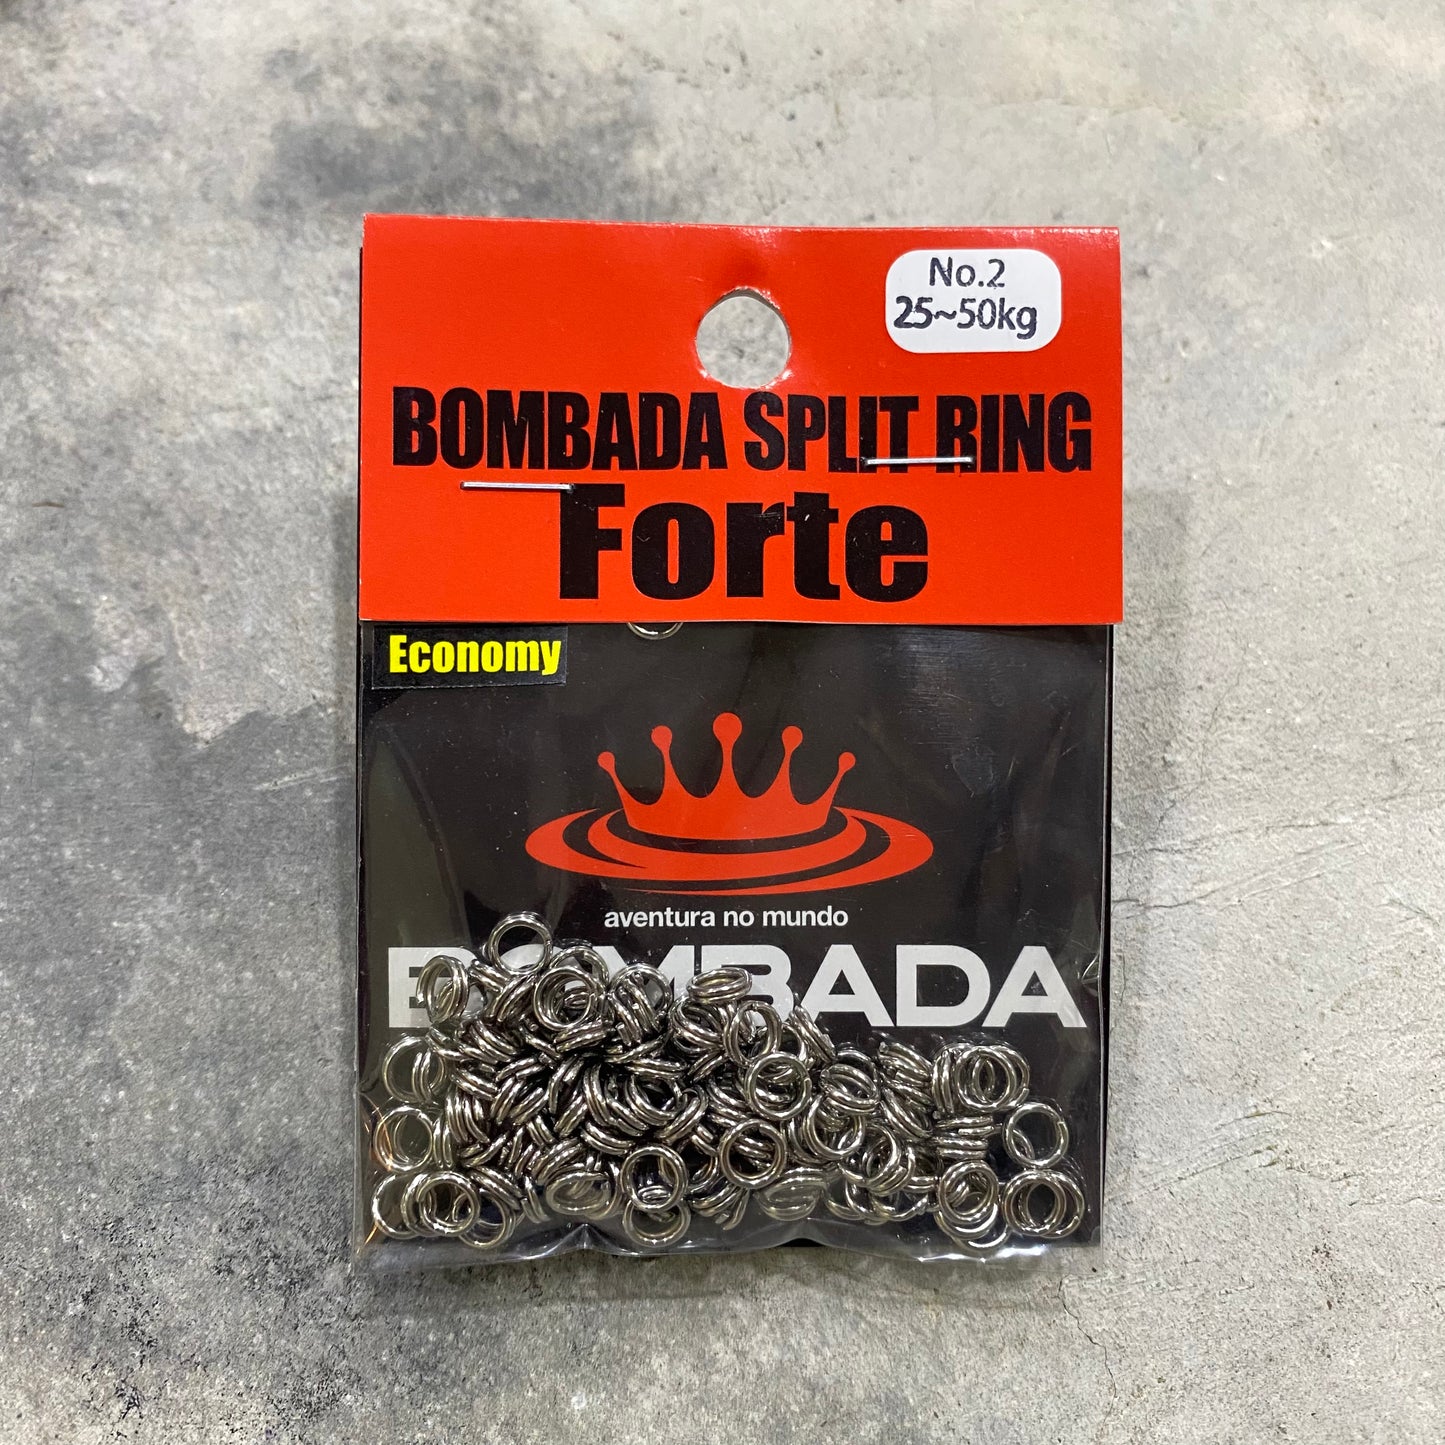 No.2
25~50kg
BOMBADA SPLIT RING
Forte
Economy
aventura no mundo
BOMBADA